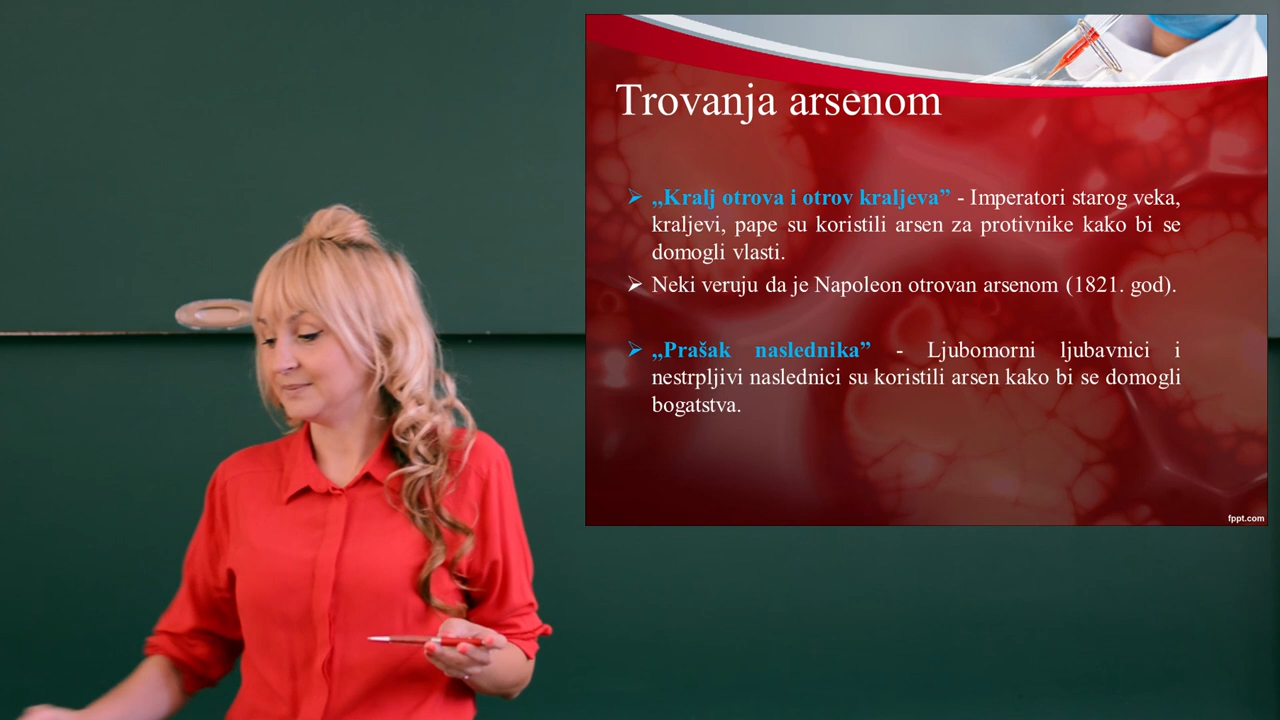 Trovanja arsenom
„Kralj otrova i otrov kraljeva” - Imperatori starog veka,
kraljevi, pape su koristili arsen za protivnike kako bi se
domogli vlasti.
Neki veruju da je Napoleon otrovan arsenom (1821. god).
„Prašak naslednika” - Ljubomorni ljubavnici i
nestrpljivi naslednici su koristili arsen kako bi se domogli
bogatstva.
fppt.com